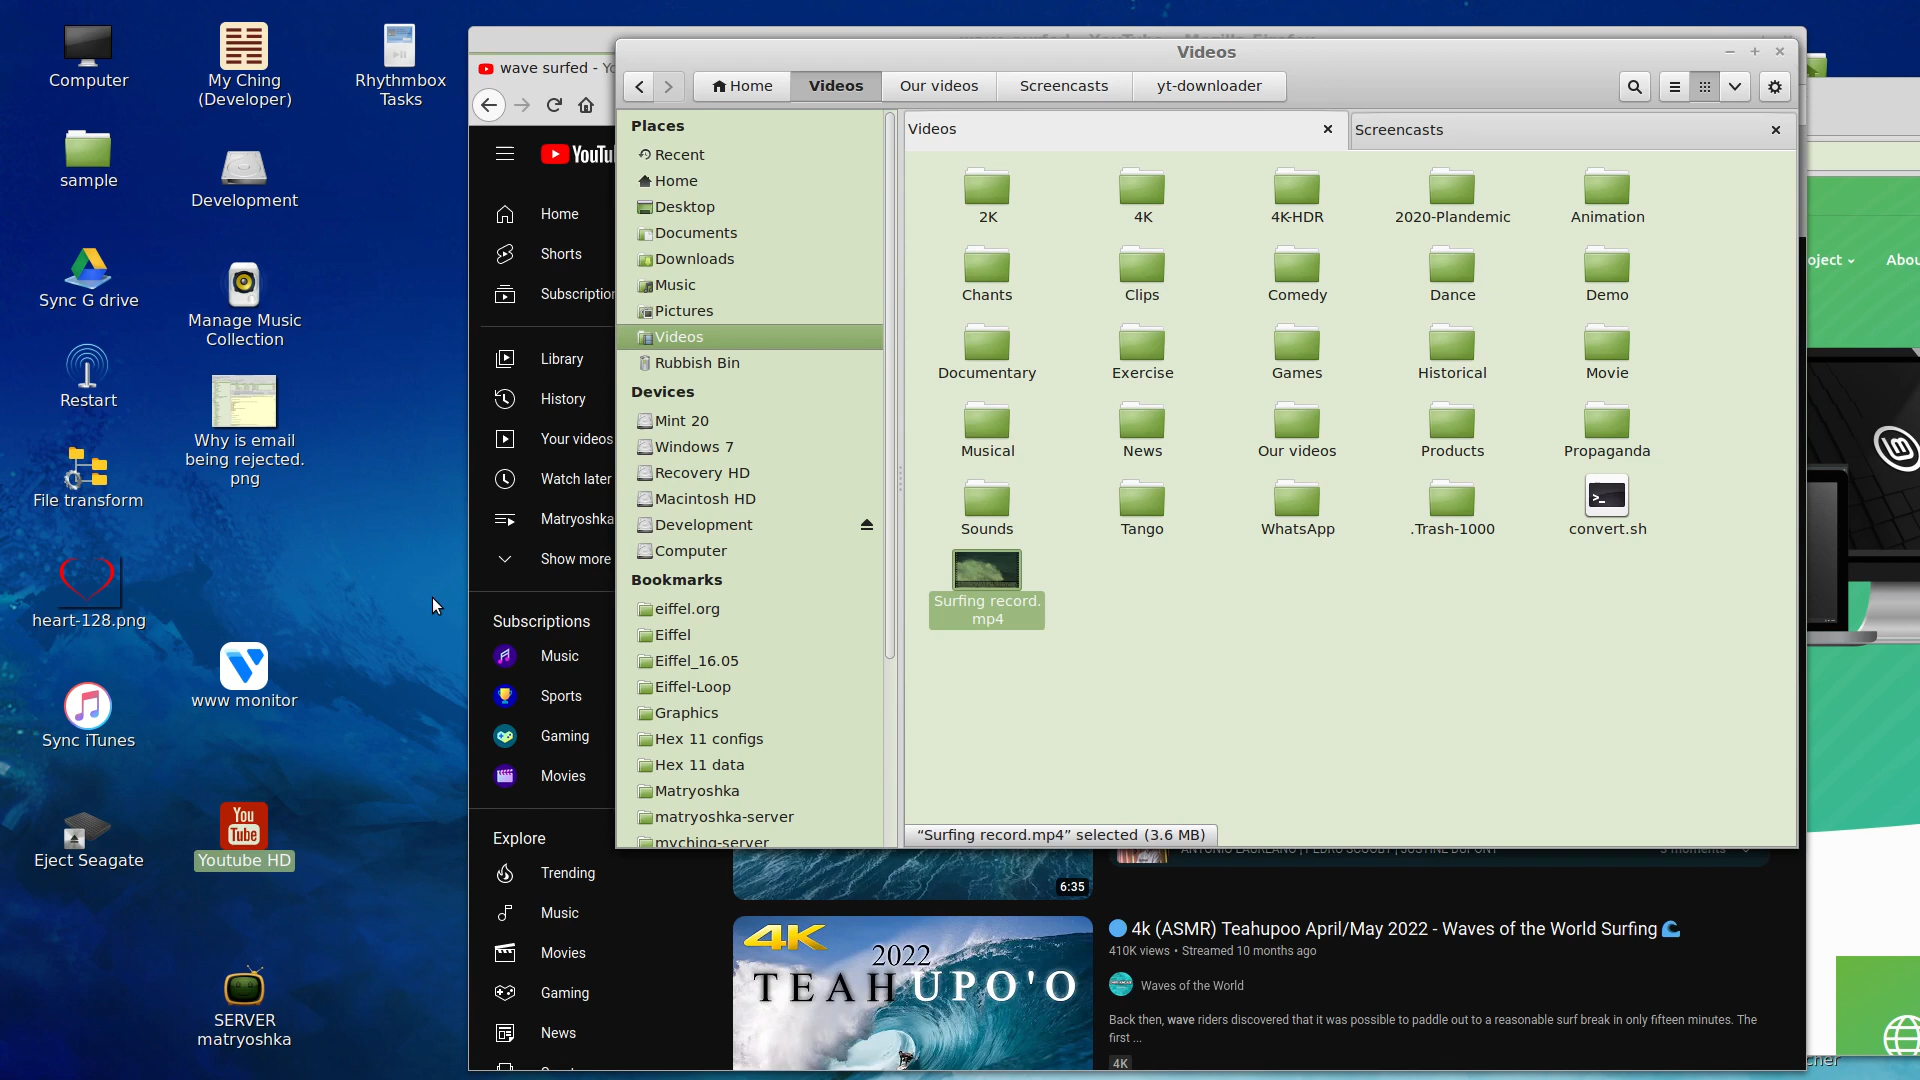 Computer
My Ching
(Developer)
Rhythmbox
Tasks
sample
Development
Sync G drive
Manage Music
Collection
Restart
Why is email
being rejected.
png
File transform
heart-128.png
www monitor
Sync iTunes
Eject Seagate
You
Tube
Youtube HD
SERVER
matryoshka
wave surfed - Yo
YouTu
Home
Shorts
Subscription
Library
History
Your videos
Watch later
Matryoshka
Show more
Subscriptions
Music
Sports
Gaming
Movies
Explore
Trending
Music
Movies
Gaming
News
Videos
Home
Videos
Our videos
Screencasts
yt-downloader
Places
Recent
Home
Desktop
Documents
Downloads
Music
Pictures
Videos
Rubbish Bin
Devices
Mint 20
Windows 7
Recovery HD
Macintosh HD
Development
Computer
Bookmarks
eiffel.org
Eiffel
Eiffel_16.05
Eiffel-Loop
Graphics
Hex 11 configs
Hex 11 data
Matryoshka
matryoshka-server
myching-server
Videos
Screencasts
2K
4K
4K-HDR
2020-Plandemic
Animation
Chants
Clips
Comedy
Dance
Demo
Documentary
Exercise
Games
Historical
Movie
Musical
News
Our videos
Products
Propaganda
Sounds
Tango
WhatsApp
.Trash-1000
convert.sh
Surfing record.
mp4
“Surfing record.mp4” selected (3.6 MB)
6:35
4K
2022
TEAHUPO'O
4k (ASMR) Teahupoo April/May 2022 - Waves of the World Surfing
410K views • Streamed 10 months ago
Waves of the World
Back then, wave riders discovered that it was possible to paddle out to a reasonable surf break in only fifteen minutes. The
first ...
4K
oject
Abou
cher